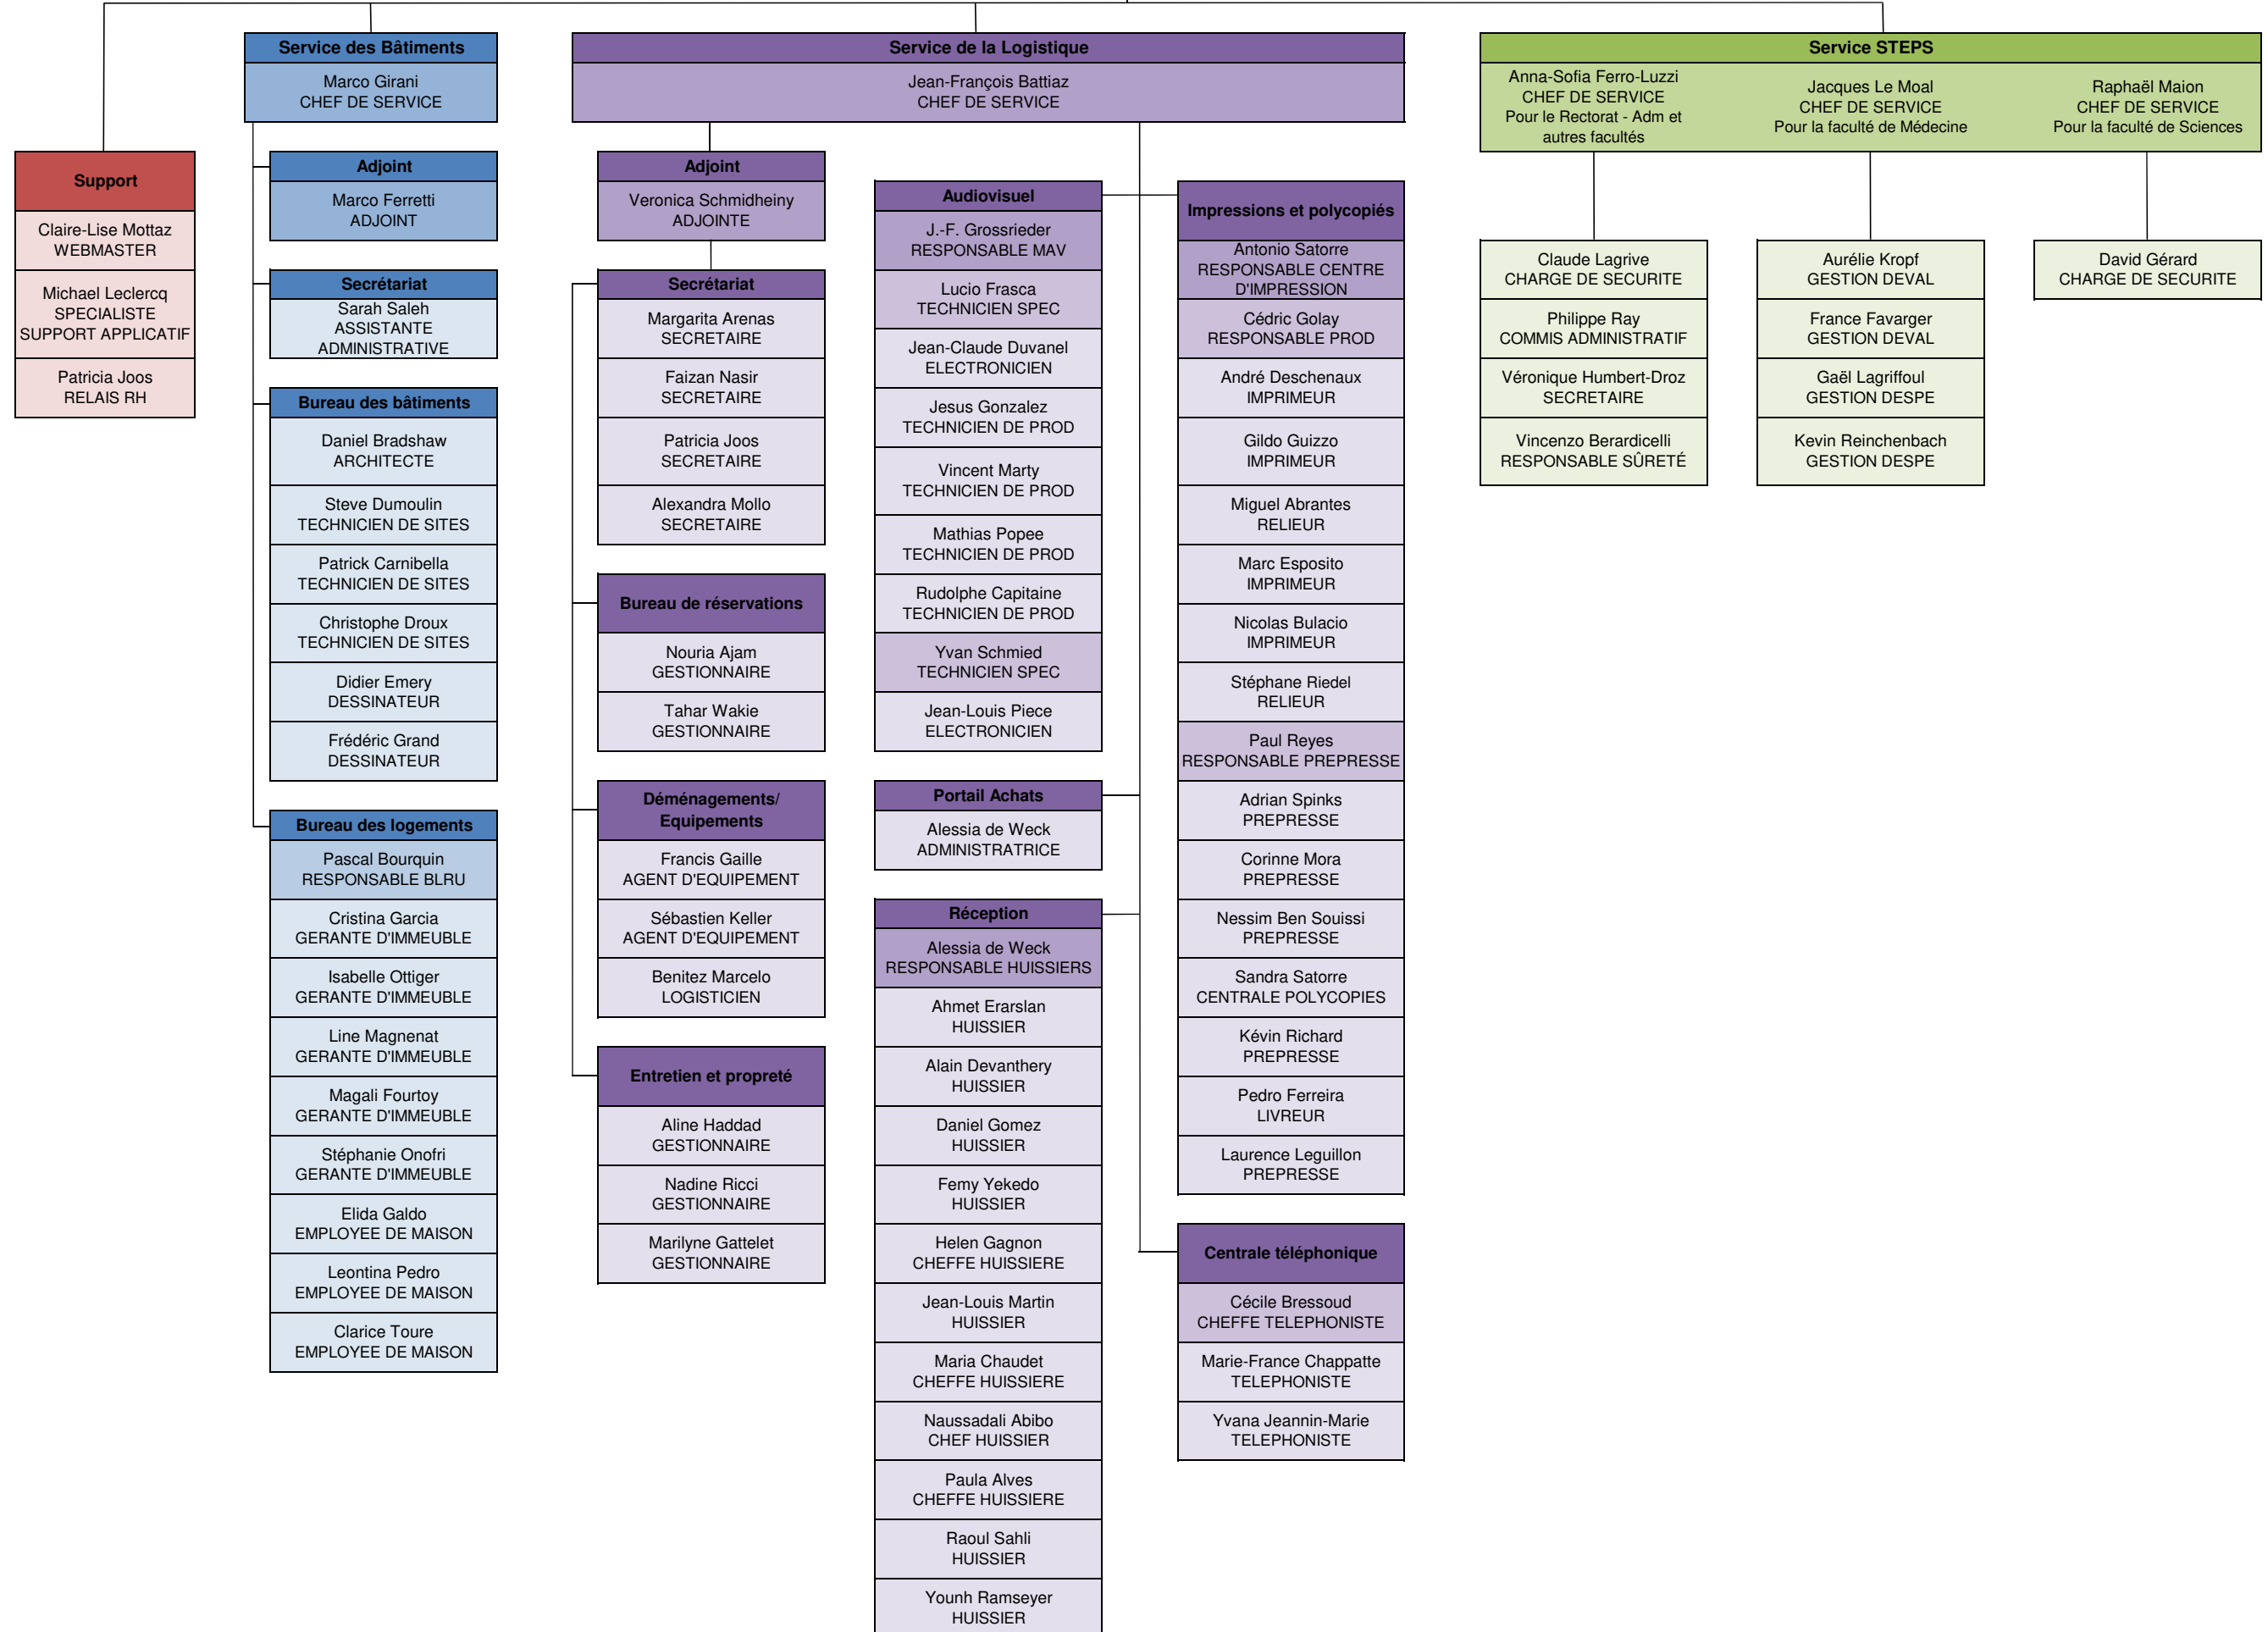 Service des Bâtiments
Marco Girani
CHEF DE SERVICE
Service de la Logistique
Jean-François Battiaz
CHEF DE SERVICE
Service STEPS
Anna-Sofia Ferro-Luzzi
CHEF DE SERVICE
Pour le Rectorat - Adm et
autres facultés
Jacques Le Moal
CHEF DE SERVICE
Pour la faculté de Médecine
Raphaël Maion
CHEF DE SERVICE
Pour la faculté de Sciences
Support
Claire-Lise Mottaz
WEBMASTER
Michael Leclercq
SPECIALISTE
SUPPORT APPLICATIF
Patricia Joos
RELAIS RH
Adjoint
Marco Ferretti
ADJOINT
Secrétariat
Sarah Saleh
ASSISTANTE
ADMINISTRATIVE
Bureau des bâtiments
Daniel Bradshaw
ARCHITECTE
Steve Dumoulin
TECHNICIEN DE SITES
Patrick Carnibella
TECHNICIEN DE SITES
Christophe Droux
TECHNICIEN DE SITES
Didier Emery
DESSINATEUR
Frédéric Grand
DESSINATEUR
Bureau des logements
Pascal Bourquin
RESPONSABLE BLRU
Cristina Garcia
GERANTE D'IMMEUBLE
Isabelle Ottiger
GERANTE D'IMMEUBLE
Line Magnenat
GERANTE D'IMMEUBLE
Magali Fourtoy
GERANTE D'IMMEUBLE
Stéphanie Onofri
GERANTE D'IMMEUBLE
Elida Galdo
EMPLOYEE DE MAISON
Leontina Pedro
EMPLOYEE DE MAISON
Clarice Toure
EMPLOYEE DE MAISON
Adjoint
Veronica Schmidheiny
ADJOINTE
Secrétariat
Margarita Arenas
SECRETAIRE
Faizan Nasir
SECRETAIRE
Patricia Joos
SECRETAIRE
Alexandra Mollo
SECRETAIRE
Bureau de réservations
Nouria Ajam
GESTIONNAIRE
Tahar Wakie
GESTIONNAIRE
Déménagements/
Equipements
Francis Gaille
AGENT D'EQUIPEMENT
Sébastien Keller
AGENT D'EQUIPEMENT
Benitez Marcelo
LOGISTICIEN
Entretien et propreté
Aline Haddad
GESTIONNAIRE
Nadine Ricci
GESTIONNAIRE
Marilyne Gattelet
GESTIONNAIRE
Audiovisuel
J.-F. Grossrieder
RESPONSABLE MAV
Lucio Frasca
TECHNICIEN SPEC
Jean-Claude Duvanel
ELECTRONICIEN
Jesus Gonzalez
TECHNICIEN DE PROD
Vincent Marty
TECHNICIEN DE PROD
Mathias Popee
TECHNICIEN DE PROD
Rudolphe Capitaine
TECHNICIEN DE PROD
Yvan Schmied
TECHNICIEN SPEC
Jean-Louis Piece
ELECTRONICIEN
Portail Achats
Alessia de Weck
ADMINISTRATRICE
Réception
Alessia de Weck
RESPONSABLE HUISSIERS
Ahmet Erarslan
HUISSIER
Alain Devanthery
HUISSIER
Daniel Gomez
HUISSIER
Femy Yekedo
HUISSIER
Helen Gagnon
CHEFFE HUISSIERE
Jean-Louis Martin
HUISSIER
Maria Chaudet
CHEFFE HUISSIERE
Naussadali Abibo
CHEF HUISSIER
Paula Alves
CHEFFE HUISSIERE
Raoul Sahli
HUISSIER
Younh Ramseyer
HUISSIER
Impressions et polycopiés
Antonio Satorre
RESPONSABLE CENTRE
D'IMPRESSION
Cédric Golay
RESPONSABLE PROD
André Deschenaux
IMPRIMEUR
Gildo Guizzo
IMPRIMEUR
Miguel Abrantes
RELIEUR
Marc Esposito
IMPRIMEUR
Nicolas Bulacio
IMPRIMEUR
Stéphane Riedel
RELIEUR
Paul Reyes
RESPONSABLE PREPRESSE
Adrian Spinks
PREPRESSE
Corinne Mora
PREPRESSE
Nessim Ben Souissi
PREPRESSE
Sandra Satorre
CENTRALE POLYCOPIES
Kévin Richard
PREPRESSE
Pedro Ferreira
LIVREUR
Laurence Leguillon
PREPRESSE
Centrale téléphonique
Cécile Bressoud
CHEFFE TELEPHONISTE
Marie-France Chappatte
TELEPHONISTE
Yvana Jeannin-Marie
TELEPHONISTE
Claude Lagrive
CHARGE DE SECURITE
Philippe Ray
COMMIS ADMINISTRATIF
Véronique Humbert-Droz
SECRETAIRE
Vincenzo Berardicelli
RESPONSABLE SÛRETÉ
Aurélie Kropf
GESTION DEVAL
France Favarger
GESTION DEVAL
Gaël Lagriffoul
GESTION DESPE
Kevin Reinchenbach
GESTION DESPE
David Gérard
CHARGE DE SECURITE